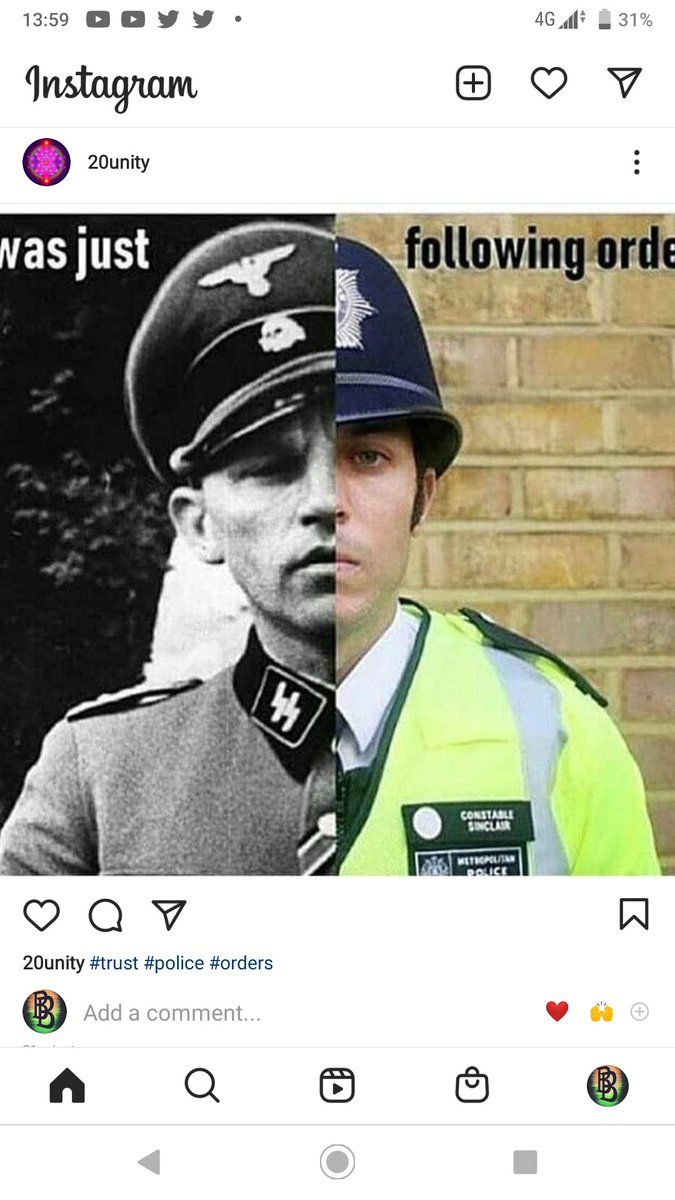 13:59
4G 31%
Instagram
20unity
was just
following orde
CONSTABLE
SINCLAIR
METROPOLITAN
POLICE
20unity #trust #police #orders
Add a comment...